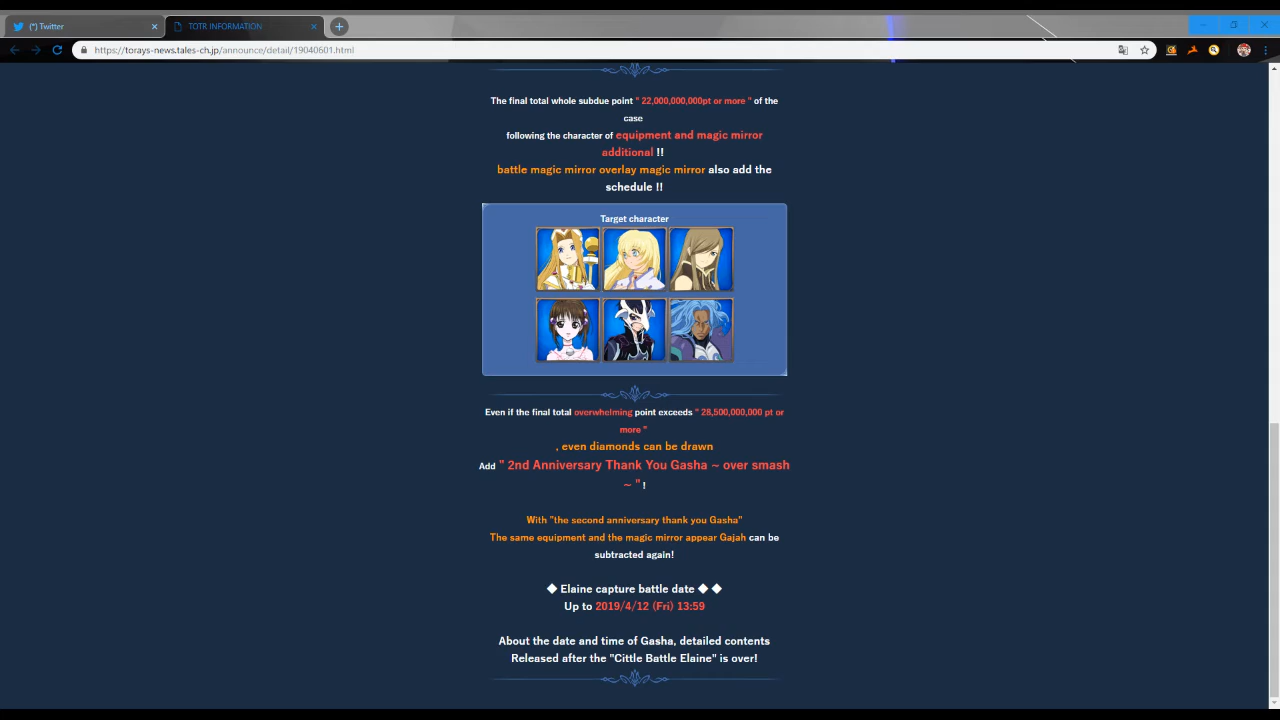 (*) Twitter
TOTR INFORMATION
https://torays-news.tales-ch.jp/announce/detail/19040601.html
The final total whole subdue point " 22,000,000,000pt or more " of the
case
following the character of equipment and magic mirror
additional !!
battle magic mirror overlay magic mirror also add the
schedule !!
Target character
Even if the final total overwhelming point exceeds " 28,500,000,000 pt or
more "
, even diamonds can be drawn
Add " 2nd Anniversary Thank You Gasha ~ over smash
~ " !
With "the second anniversary thank you Gasha"
The same equipment and the magic mirror appear Gajah can be
subtracted again!
◆ Elaine capture battle date ◆ ◆
Up to 2019/4/12 (Fri) 13:59
About the date and time of Gasha, detailed contents
Released after the "Cittle Battle Elaine" is over!